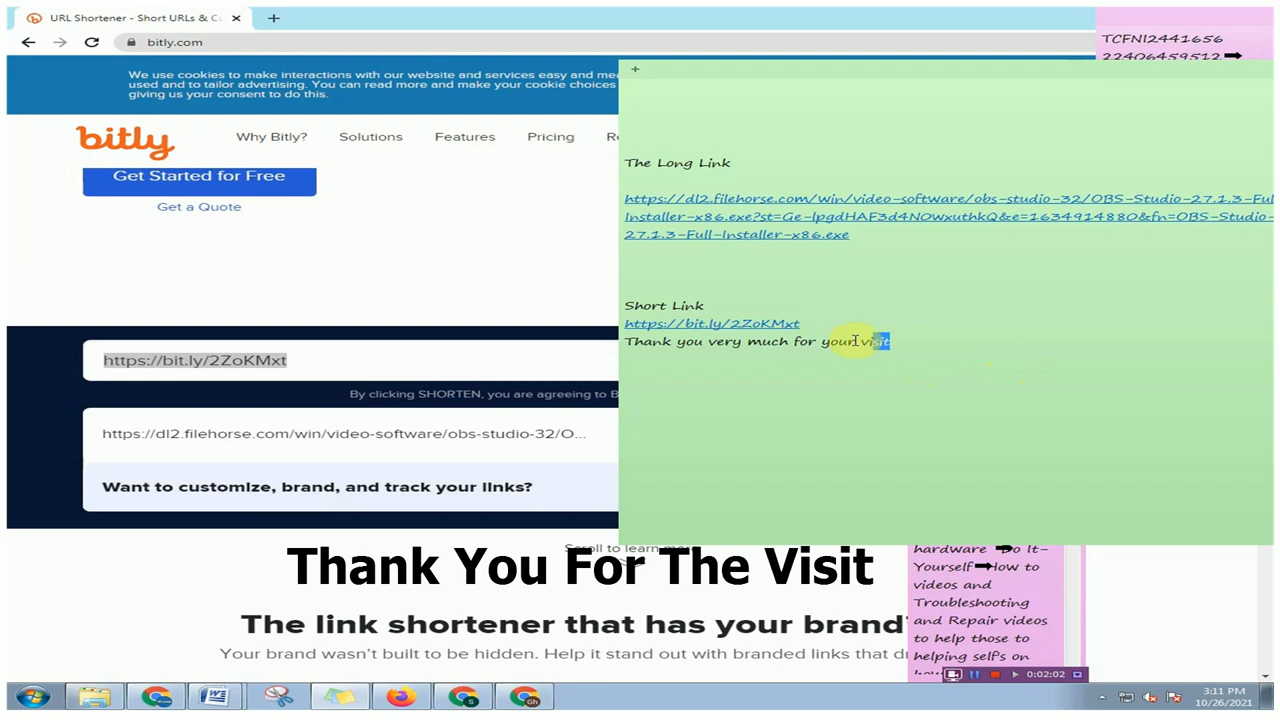 URL Shortener - Short URLs & C
bitly.com
We use cookies to make interactions with our website and services easy and me
used and to tailor advertising. You can read more and make your cookie choices
giving us your consent to do this.
bitly
Why Bitly?
Solutions
Features
Pricing
Get Started for Free
Get a Quote
https://bit.ly/2ZoKMxt
By clicking SHORTEN, you are agreeing to B
https://dl2.filehorse.com/win/video-software/obs-studio-32/O...
Want to customize, brand, and track your links?
TCFNI2441656
22406459512
+
The Long Link
https://dl2.filehorse.com/win/video-software/obs-studio-32/OBS-Studio-27.1.3-Ful
Installer-x86.exe?st=Ge-lpgdHAF3d4NOwxuthkQ&e=1634914880&fn=OBS-Studio-
27.1.3-Full-Installer-x86.exe
Short Link
https://bit.ly/2ZoKMxt
Thank you very much for your visit
Scroll to learn more
Thank You For The Visit
The link shortener that has your brand'
Your brand wasn't built to be hidden. Help it stand out with branded links that dr
hardware ➡Do It-
Yourself ➡How to
videos and
Troubleshooting
and Repair videos
to help those to
helping self's on
0:02:02
3:11 PM
10/26/2021